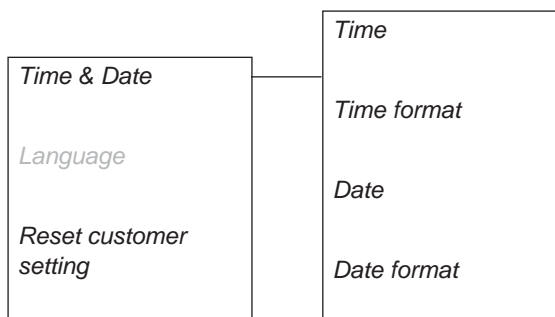 Time & Date
Language
Reset customer
setting
Time
Time format
Date
Date format